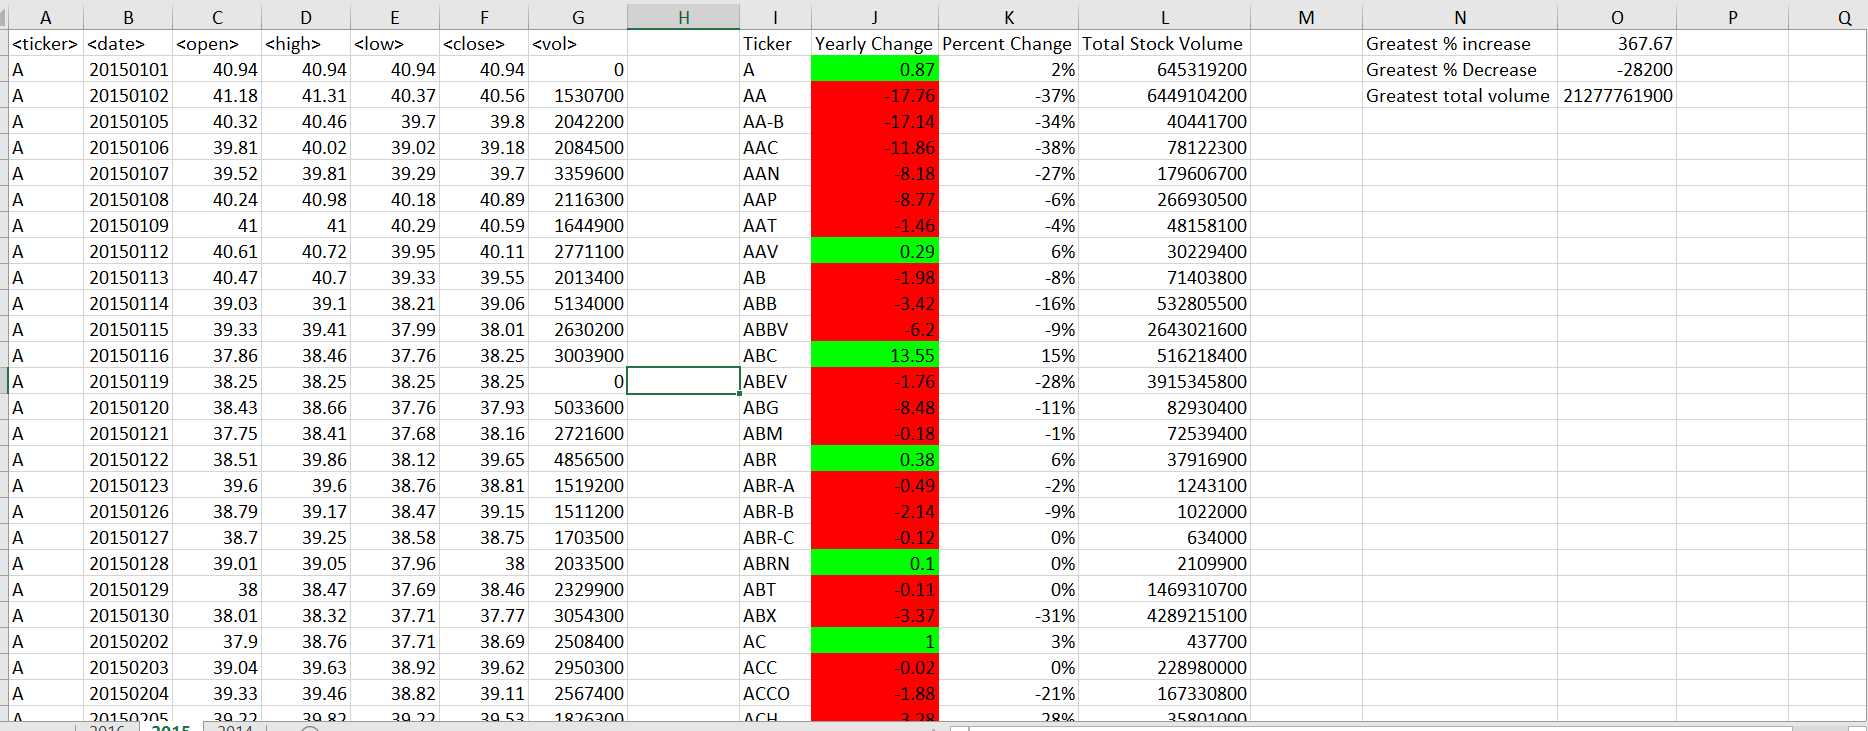 A B C D E F G H I J K L M N O P Q
<ticker> <date> <open> <high> <low> <close> <vol> Ticker Yearly Change Percent Change Total Stock Volume Greatest % increase 367.67
A 20150101 40.94 40.94 40.94 40.94 0 A 0.87 2% 645319200 Greatest % Decrease -28200
A 20150102 41.18 41.31 40.37 40.56 1530700 AA -17.76 -37% 6449104200 Greatest total volume 21277761900
A 20150105 40.32 40.46 39.7 39.8 2042200 AA-B -17.14 -34% 40441700
A 20150106 39.81 40.02 39.02 39.18 2084500 AAC -11.86 -38% 78122300
A 20150107 39.52 39.81 39.29 39.7 3359600 AAN -8.18 -27% 179606700
A 20150108 40.24 40.98 40.18 40.89 2116300 AAP -8.77 -6% 266930500
A 20150109 41 41 40.29 40.59 1644900 AAT -1.46 -4% 48158100
A 20150112 40.61 40.72 39.95 40.11 2771100 AAV 0.29 6% 30229400
A 20150113 40.47 40.7 39.33 39.55 2013400 AB -1.98 -8% 71403800
A 20150114 39.03 39.1 38.21 39.06 5134000 ABB -3.42 -16% 532805500
A 20150115 39.33 39.41 37.99 38.01 2630200 ABBV -6.2 -9% 2643021600
A 20150116 37.86 38.46 37.76 38.25 3003900 ABC 13.55 15% 516218400
A 20150119 38.25 38.25 38.25 38.25 0 ABEV -1.76 -28% 3915345800
A 20150120 38.43 38.66 37.76 37.93 5033600 ABG -8.48 -11% 82930400
A 20150121 37.75 38.41 37.68 38.16 2721600 ABM -0.18 -1% 72539400
A 20150122 38.51 39.86 38.12 39.65 4856500 ABR 0.38 6% 37916900
A 20150123 39.6 39.6 38.76 38.81 1519200 ABR-A -0.49 -2% 1243100
A 20150126 38.79 39.17 38.47 39.15 1511200 ABR-B -2.14 -9% 1022000
A 20150127 38.7 39.25 38.58 38.75 1703500 ABR-C -0.12 0% 634000
A 20150128 39.01 39.05 37.96 38 2033500 ABRN 0.1 0% 2109900
A 20150129 38 38.47 37.69 38.46 2329900 ABT -0.11 0% 1469310700
A 20150130 38.01 38.32 37.71 37.77 3054300 ABX -3.37 -31% 4289215100
A 20150202 37.9 38.76 37.71 38.69 2508400 AC 1 3% 437700
A 20150203 39.04 39.63 38.92 39.62 2950300 ACC -0.02 0% 228980000
A 20150204 39.33 39.46 38.82 39.11 2567400 ACCO -1.88 -21% 167330800
A 20150205 39.22 39.82 39.22 39.53 1826300 ACH 35801000
2016 2015 2014